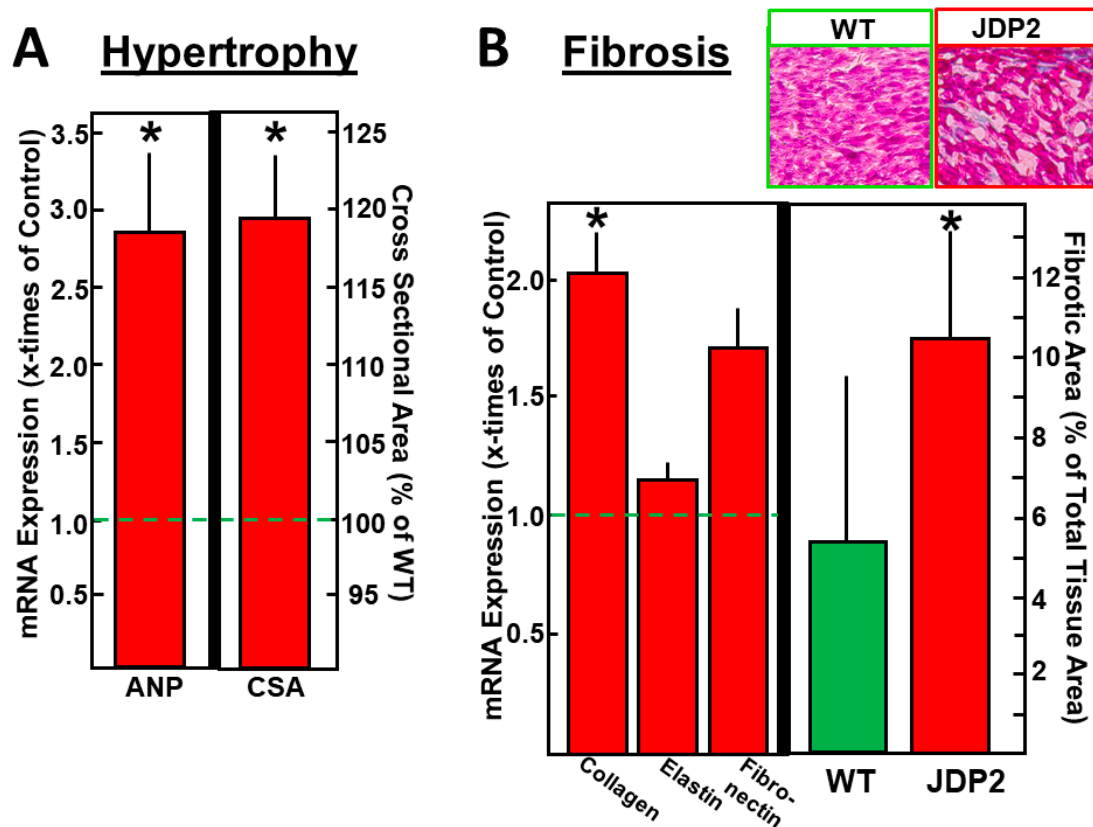 A Hypertrophy
mRNA Expression (x-times of Control)
3.5
3.0
2.5
2.0
1.5
1.0
0.5
*
*
125
120
115
110
105
100
95
Cross Sectional Area (% of WT)
ANP
CSA
B Fibrosis
WT
JDP2
mRNA Expression (x-times of Control)
2.0
1.5
1.0
0.5
*
*
12
10
8
6
4
2
Fibrotic Area (% of Total Tissue Area)
Collagen
Elastin
Fibro-
nectin
WT
JDP2